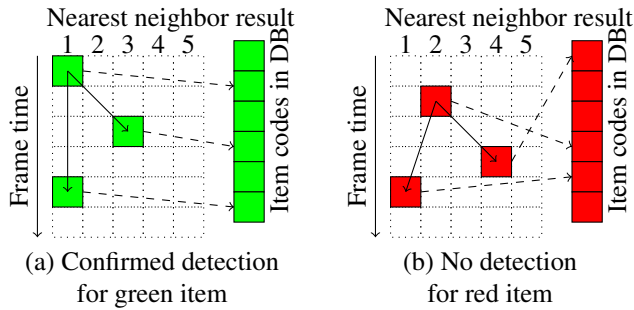 Nearest neighbor result
1 2 3 4 5
Frame time
Item codes in DB
(a) Confirmed detection
for green item
Nearest neighbor result
1 2 3 4 5
Frame time
Item codes in DB
(b) No detection
for red item